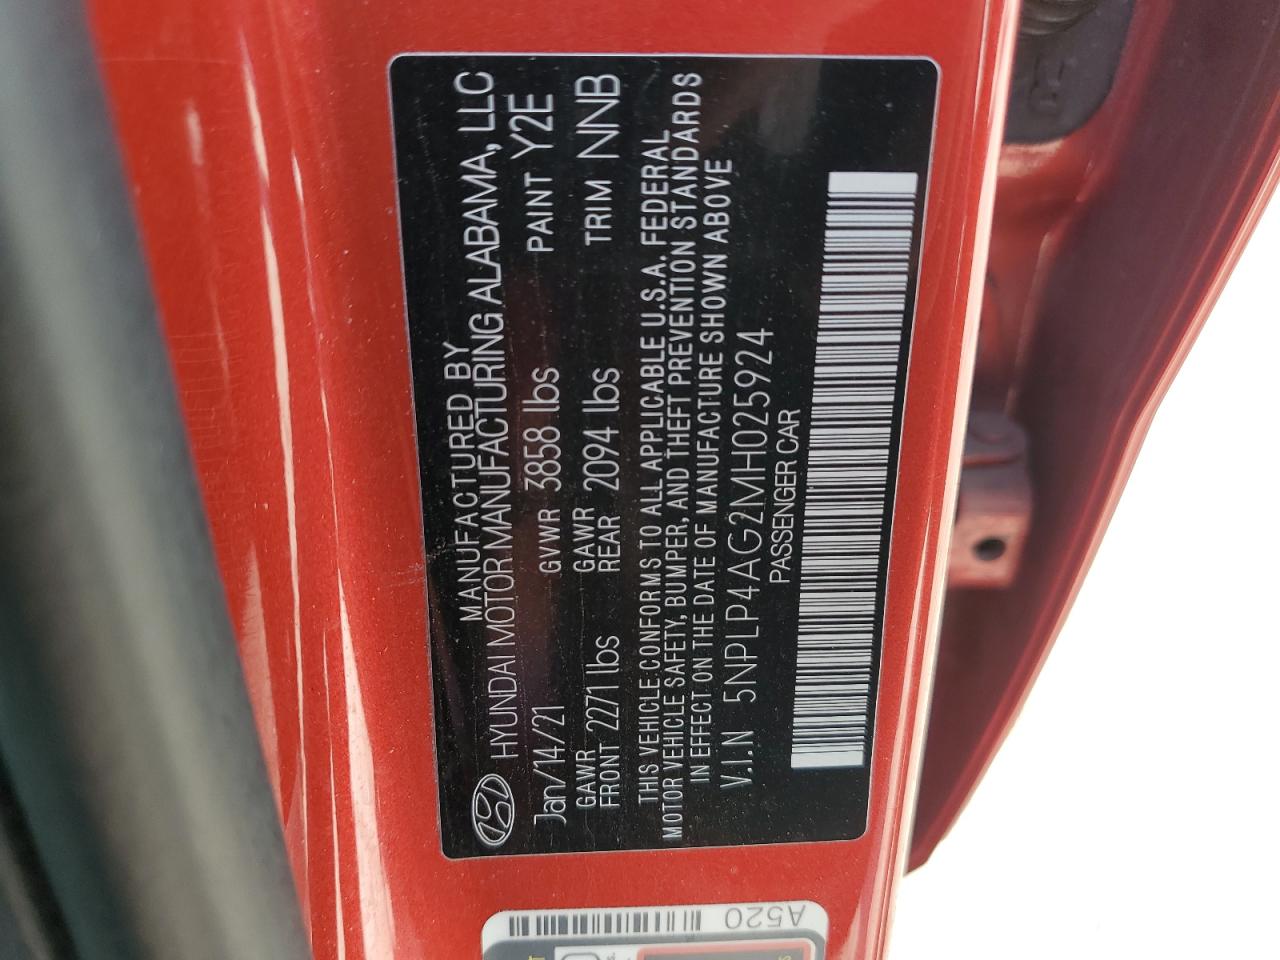 MANUFACTURED BY
HYUNDAI MOTOR MANUFACTURING ALABAMA, LLC
Jan/14/21 GVWR 3858 lbs PAINT Y2E
GAWR FRONT 2271 lbs GAWR REAR 2094 lbs TRIM NNB
THIS VEHICLE CONFORMS TO ALL APPLICABLE U.S.A. FEDERAL
MOTOR VEHICLE SAFETY, BUMPER, AND THEFT PREVENTION STANDARDS
IN EFFECT ON THE DATE OF MANUFACTURE SHOWN ABOVE
V.I.N 5NPLP4AG2MH025924
PASSENGER CAR
A520